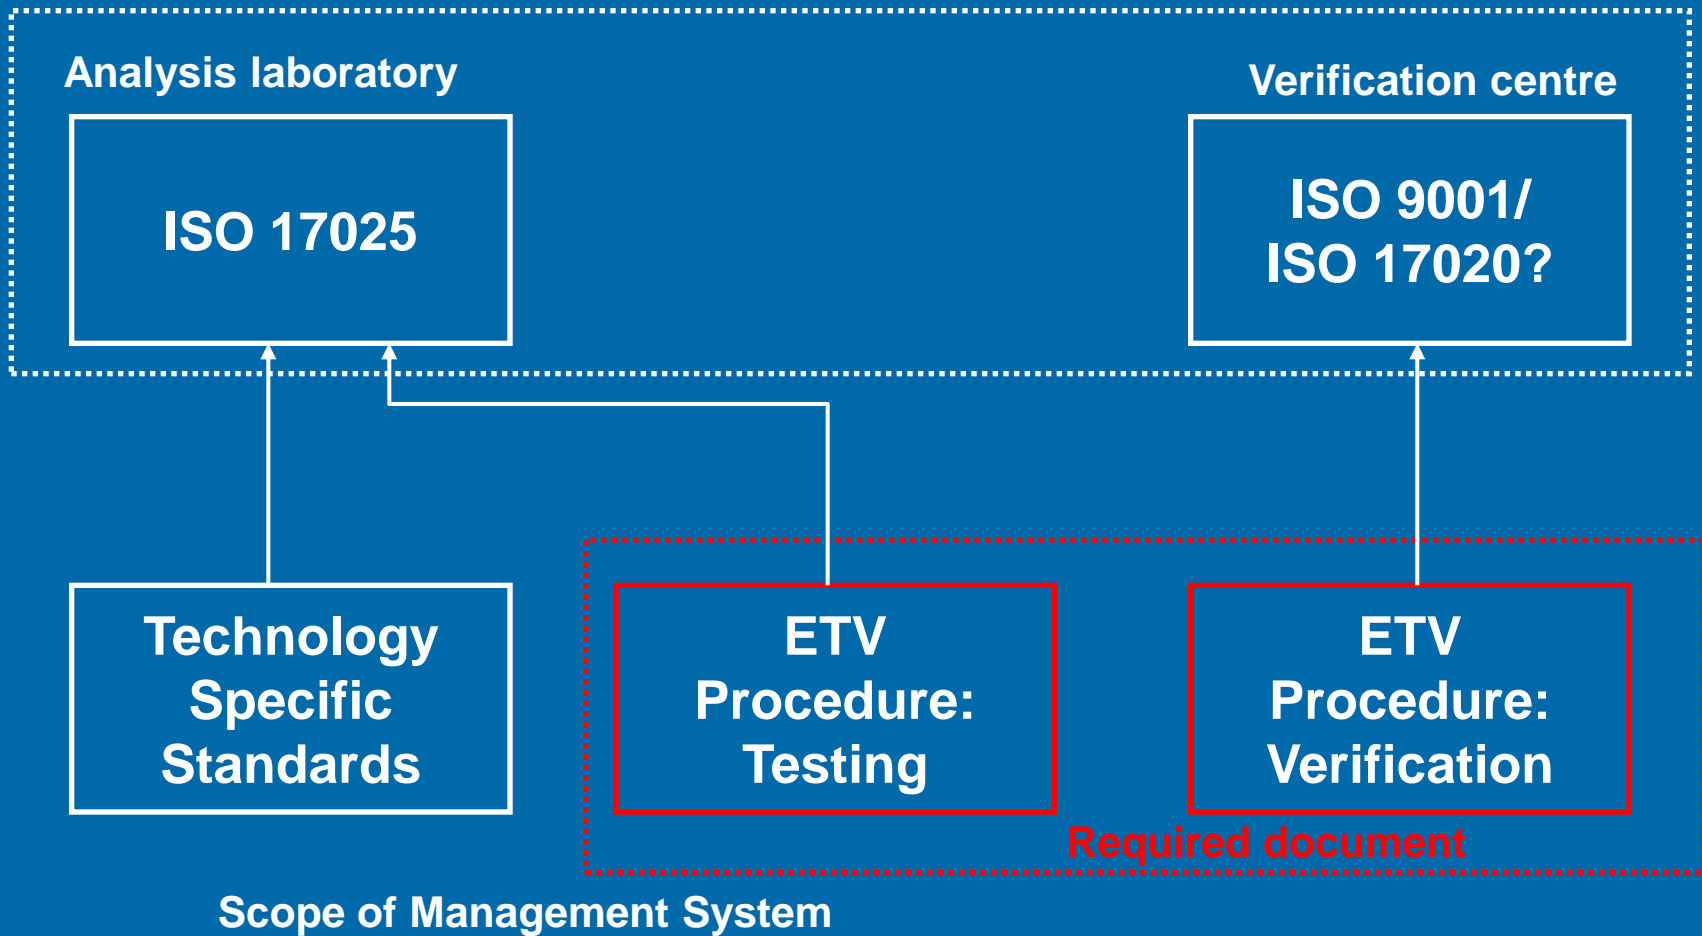 Analysis laboratory
Verification centre
ISO 17025
ISO 9001/
ISO 17020?
Technology
Specific
Standards
ETV
Procedure:
Testing
ETV
Procedure:
Verification
Required document
Scope of Management System